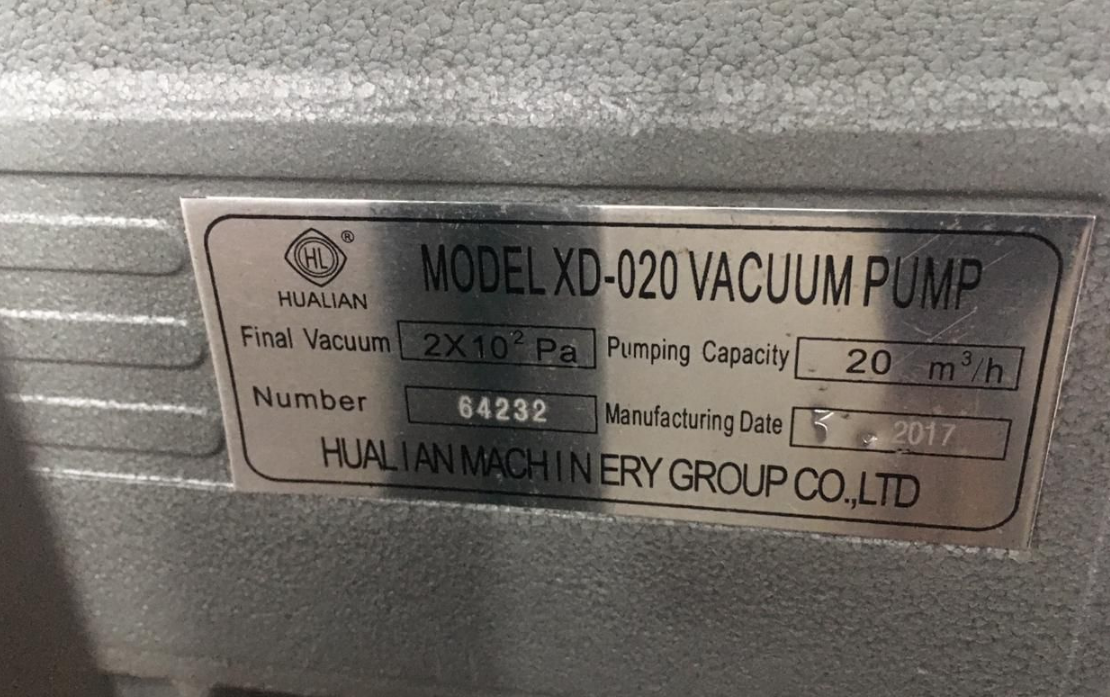 HL ®
HUALIAN
MODEL XD-020 VACUUM PUMP
Final Vacuum 2X10² Pa Pumping Capacity 20 m³/h
Number 64232 Manufacturing Date 3. 2017
HUALIAN MACHINERY GROUP CO.,LTD